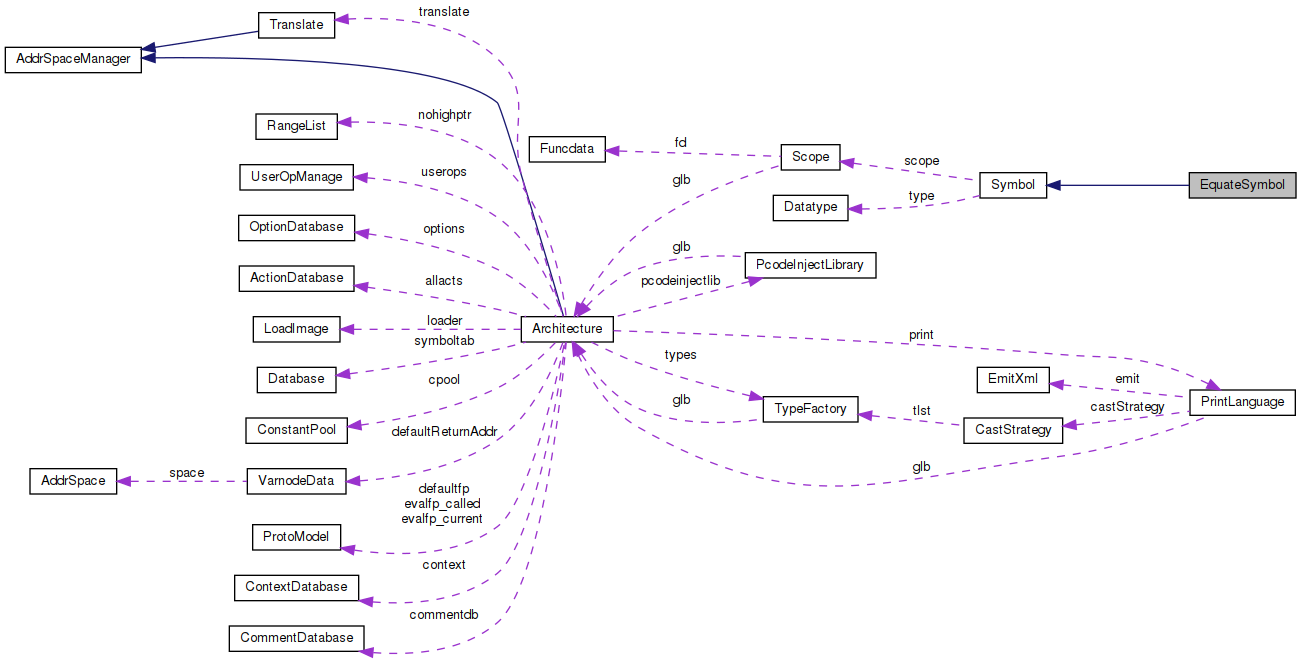 translate
Translate
AddrSpaceManager
nohighptr
RangeList
fd
Funcdata
Scope
scope
userops
UserOpManage
glb
Symbol
EquateSymbol
type
Datatype
options
OptionDatabase
glb
PcodeInjectLibrary
allacts
ActionDatabase
pcodeinjectlib
loader
LoadImage
Architecture
print
symboltab
types
Database
cpool
emit
EmitXml
glb
PrintLanguage
castStrategy
TypeFactory
tlst
CastStrategy
ConstantPool
defaultReturnAddr
glb
space
AddrSpace
VarnodeData
defaultfp
evalfp_called
evalfp_current
ProtoModel
context
ContextDatabase
commentdb
CommentDatabase